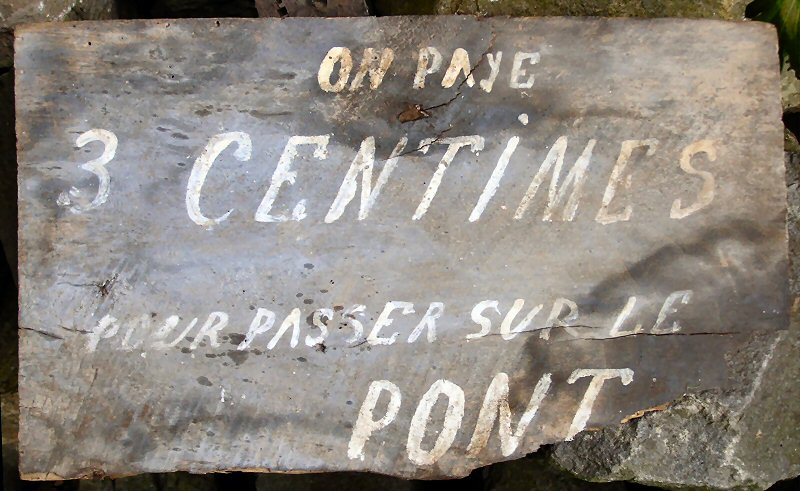 ON PAYE
3 CENTiMES
POUR PASSER SUR LE
PONT